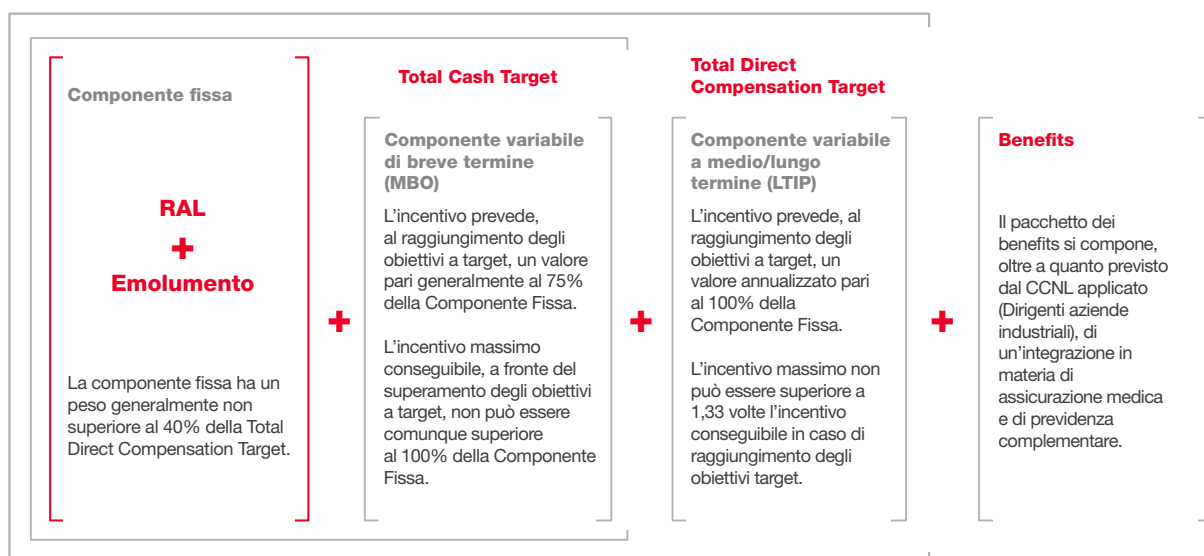 Componente fissa
RAL
+
Emolumento
La componente fissa ha un
peso generalmente non
superiore al 40% della Total
Direct Compensation Target.
+
Total Cash Target
Componente variabile
di breve termine
(MBO)
L’incentivo prevede,
al raggiungimento degli
obiettivi a target, un valore
pari generalmente al 75%
della Componente Fissa.
L’incentivo massimo
conseguibile, a fronte del
superamento degli obiettivi
a target, non può essere
comunque superiore
al 100% della Componente
Fissa.
+
Total Direct
Compensation Target
Componente variabile
a medio/lungo
termine (LTIP)
L’incentivo prevede, al
raggiungimento degli
obiettivi a target, un
valore annualizzato pari
al 100% della
Componente Fissa.
L’incentivo massimo non
può essere superiore a
1,33 volte l’incentivo
conseguibile in caso di
raggiungimento degli
obiettivi target.
+
Benefits
Il pacchetto dei
benefits si compone,
oltre a quanto previsto
dal CCNL applicato
(Dirigenti aziende
industriali), di
un’integrazione in
materia di
assicurazione medica
e di previdenza
complementare.